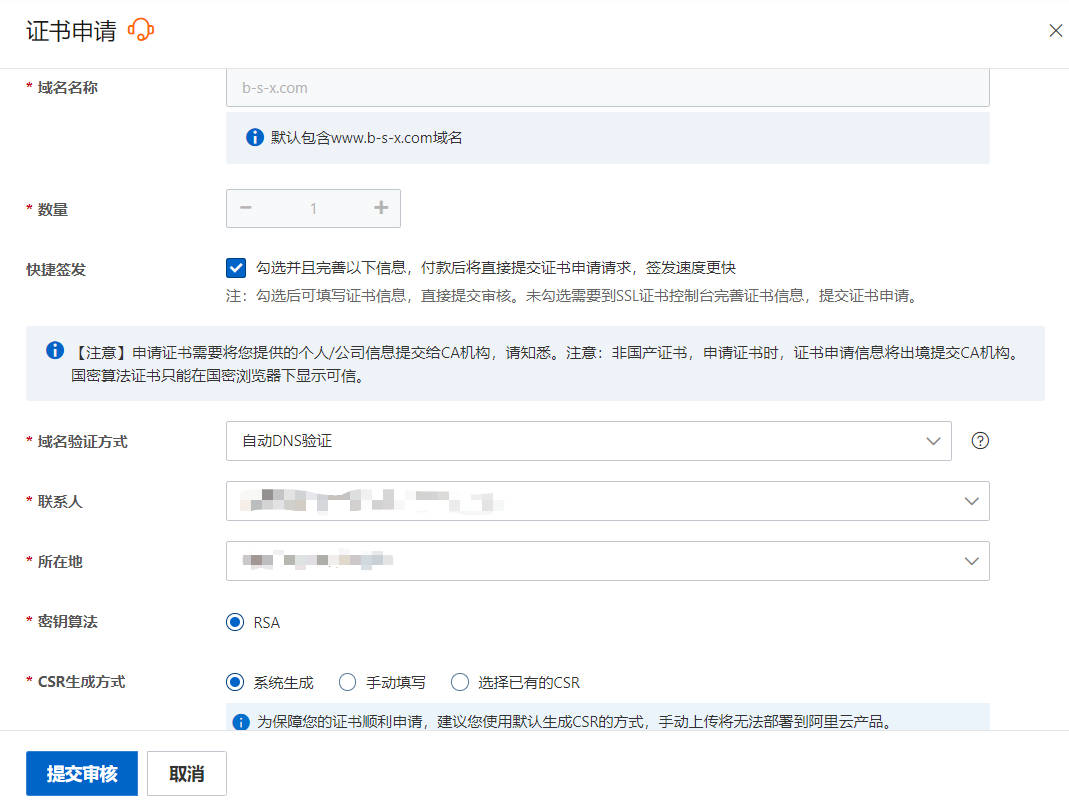 证书申请
* 域名名称
b-s-x.com
默认包含www.b-s-x.com域名
* 数量
1
快捷签发
勾选并且完善以下信息，付款后将直接提交证书申请请求，签发速度更快
注：勾选后可填写证书信息，直接提交审核。未勾选需要到SSL证书控制台完善证书信息，提交证书申请。
【注意】申请证书需要将您提供的个人/公司信息提交给CA机构，请知悉。注意：非国产证书，申请证书时，证书申请信息将出境提交CA机构。
国密算法证书只能在国密浏览器下显示可信。
* 域名验证方式
自动DNS验证
* 联系人
* 所在地
* 密钥算法
RSA
* CSR生成方式
系统生成 手动填写 选择已有的CSR
为保障您的证书顺利申请，建议您使用默认生成CSR的方式，手动上传将无法部署到阿里云产品。
提交审核 取消